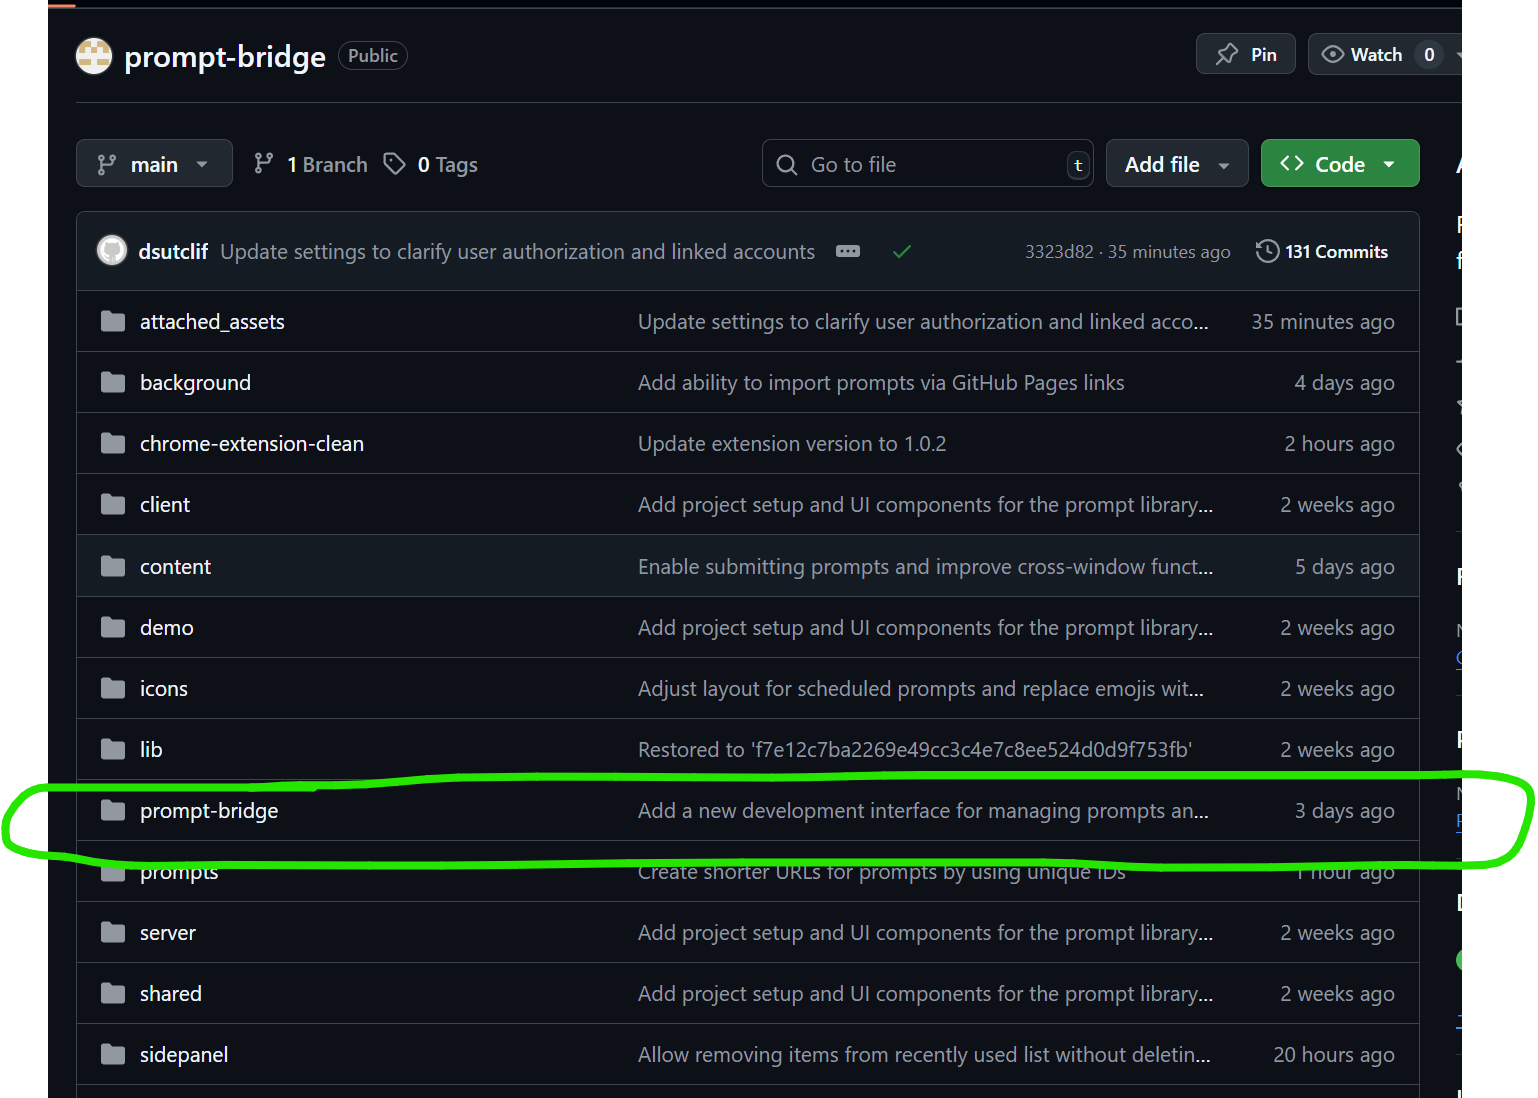 prompt-bridge Public Pin Watch 0
main 1 Branch 0 Tags Go to file t Add file Code
dsutclif Update settings to clarify user authorization and linked accounts 3323d82 · 35 minutes ago 131 Commits
attached_assets Update settings to clarify user authorization and linked acco... 35 minutes ago
background Add ability to import prompts via GitHub Pages links 4 days ago
chrome-extension-clean Update extension version to 1.0.2 2 hours ago
client Add project setup and UI components for the prompt library... 2 weeks ago
content Enable submitting prompts and improve cross-window funct... 5 days ago
demo Add project setup and UI components for the prompt library... 2 weeks ago
icons Adjust layout for scheduled prompts and replace emojis wit... 2 weeks ago
lib Restored to 'f7e12c7ba2269e49cc3c4e7c8ee524d0d9f753fb' 2 weeks ago
prompt-bridge Add a new development interface for managing prompts an... 3 days ago
prompts Create shorter URLs for prompts by using unique IDs 1 hour ago
server Add project setup and UI components for the prompt library... 2 weeks ago
shared Add project setup and UI components for the prompt library... 2 weeks ago
sidepanel Allow removing items from recently used list without deletin... 20 hours ago